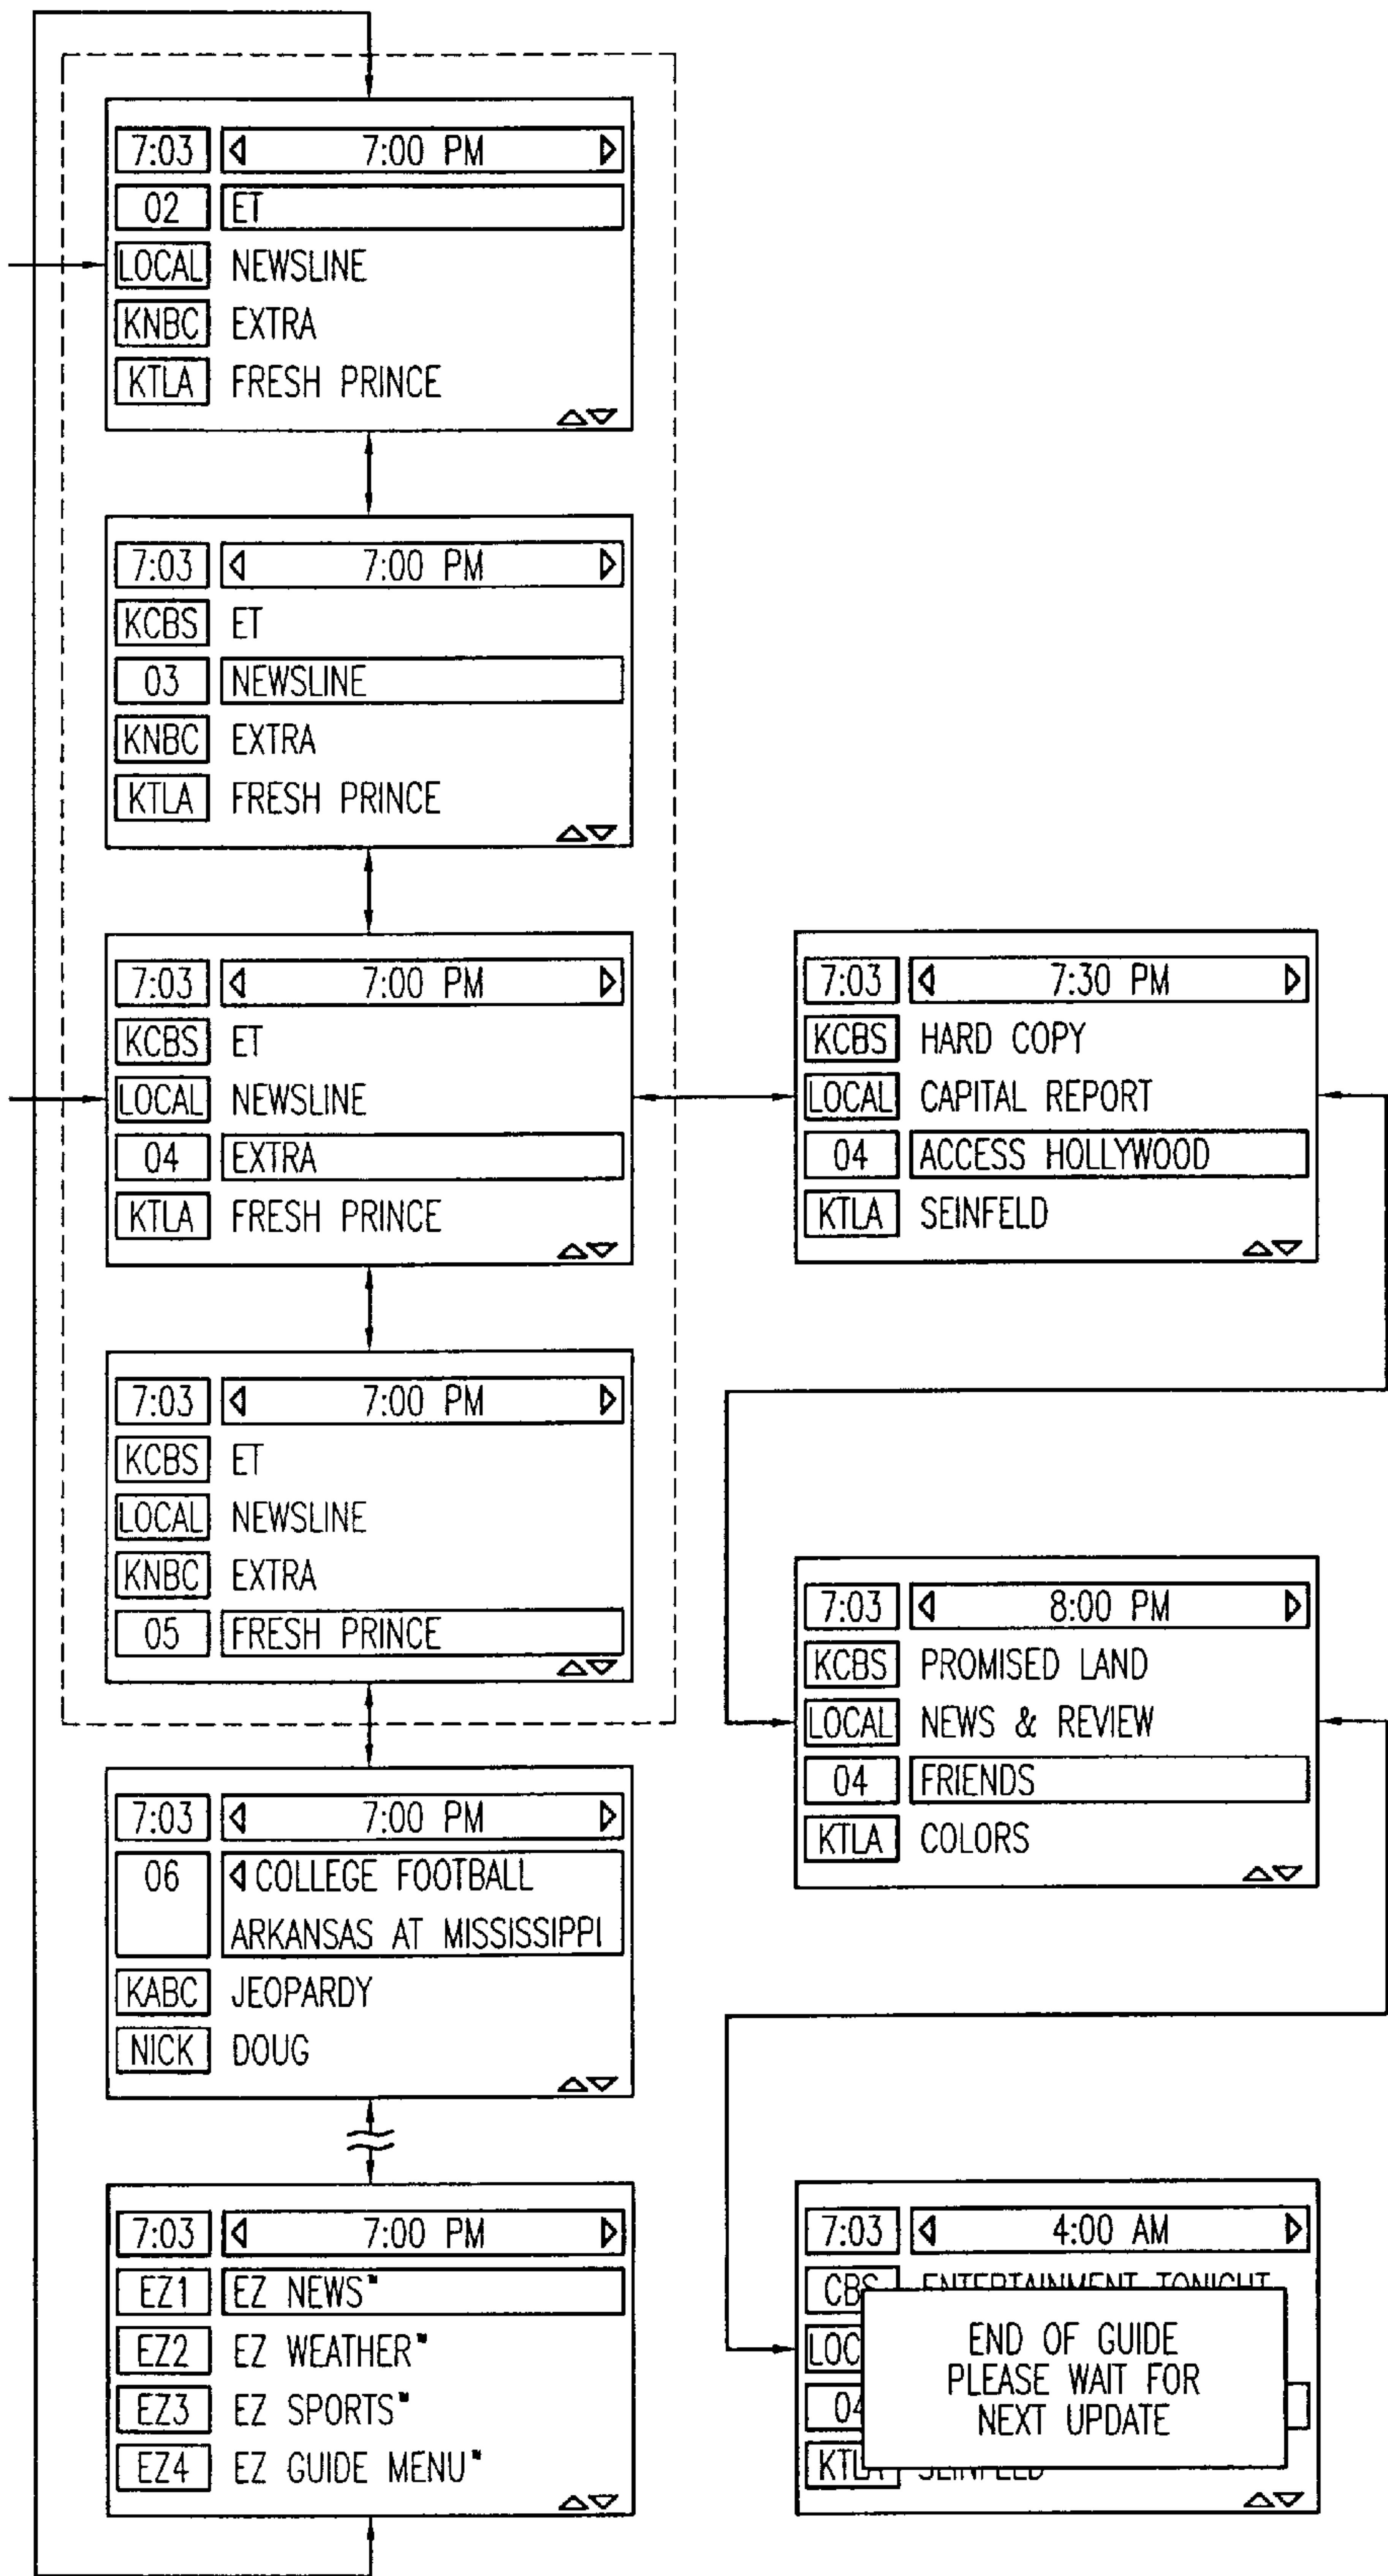 7:03 7:00 PM
02 ET
LOCAL NEWSLINE
KNBC EXTRA
KTLA FRESH PRINCE
7:03 7:00 PM
KCBS ET
03 NEWSLINE
KNBC EXTRA
KTLA FRESH PRINCE
7:03 7:00 PM
KCBS ET
LOCAL NEWSLINE
04 EXTRA
KTLA FRESH PRINCE
7:03 7:00 PM
KCBS ET
LOCAL NEWSLINE
KNBC EXTRA
05 FRESH PRINCE
7:03 7:00 PM
06 COLLEGE FOOTBALL
ARKANSAS AT MISSISSIPPI
KABC JEOPARDY
NICK DOUG
7:03 7:00 PM
EZ1 EZ NEWS
EZ2 EZ WEATHER
EZ3 EZ SPORTS
EZ4 EZ GUIDE MENU
7:03 7:30 PM
KCBS HARD COPY
LOCAL CAPITAL REPORT
04 ACCESS HOLLYWOOD
KTLA SEINFELD
7:03 8:00 PM
KCBS PROMISED LAND
LOCAL NEWS & REVIEW
04 FRIENDS
KTLA COLORS
7:03 4:00 AM
CBS ENTERTAINMENT TONIGHT
LOC
04
KTLA SEINFELD
END OF GUIDE
PLEASE WAIT FOR
NEXT UPDATE